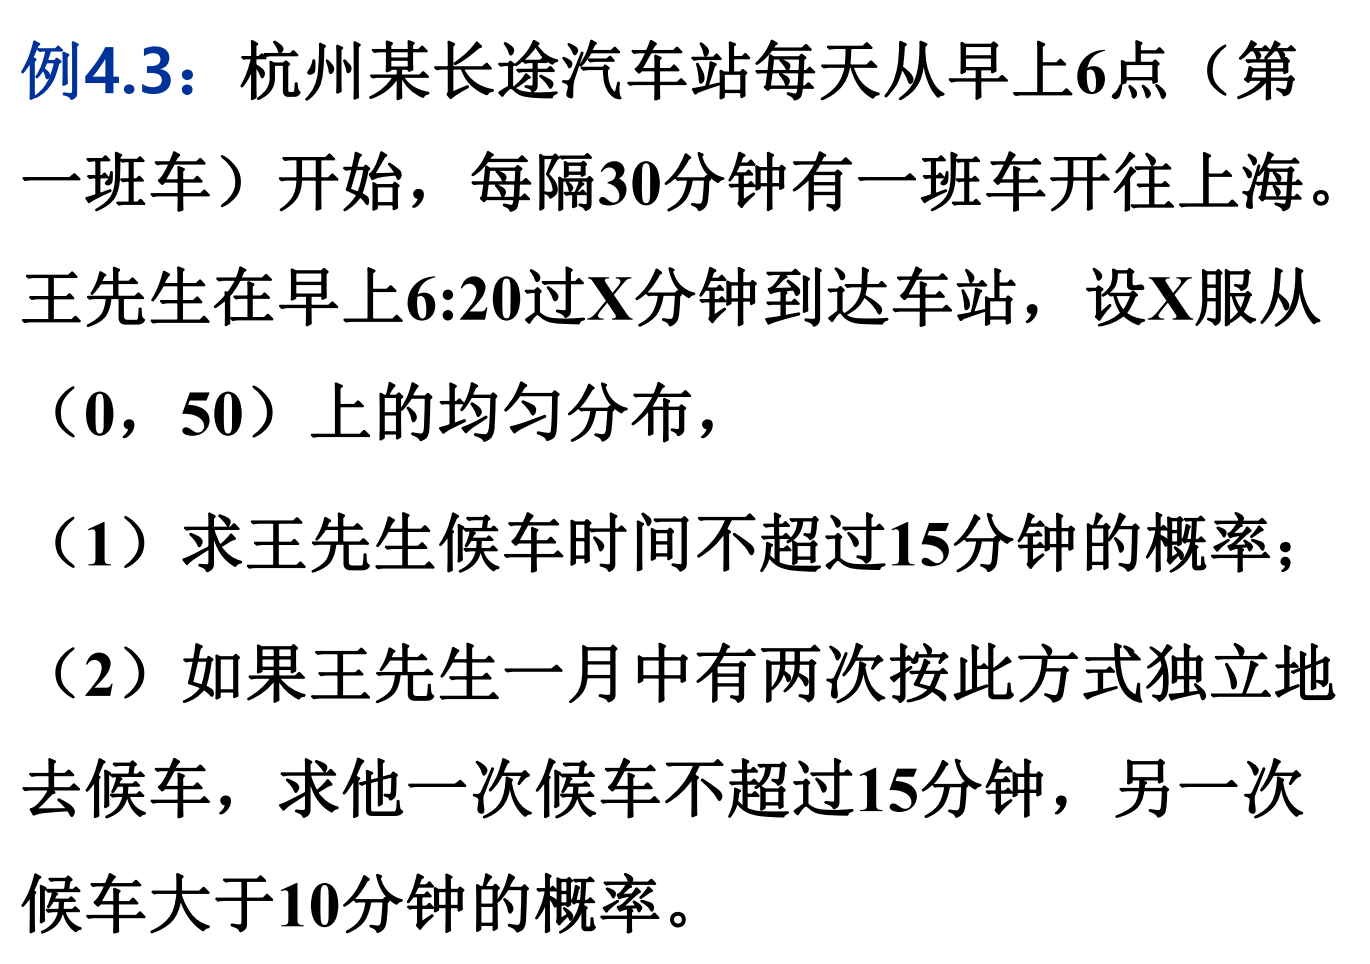 例4.3：杭州某长途汽车站每天从早上6点（第
一班车）开始，每隔30分钟有一班车开往上海。
王先生在早上6:20过X分钟到达车站，设X服从
（0，50）上的均匀分布，
（1）求王先生候车时间不超过15分钟的概率；
（2）如果王先生一月中有两次按此方式独立地
去候车，求他一次候车不超过15分钟，另一次
候车大于10分钟的概率。